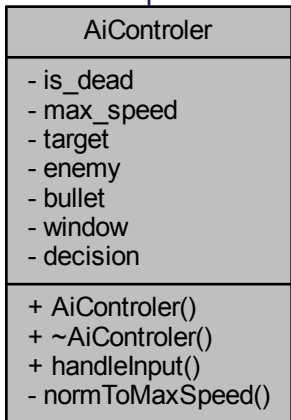 AiControler
- is_dead
- max_speed
- target
- enemy
- bullet
- window
- decision
+ AiControler()
+ ~AiControler()
+ handleInput()
- normToMaxSpeed()